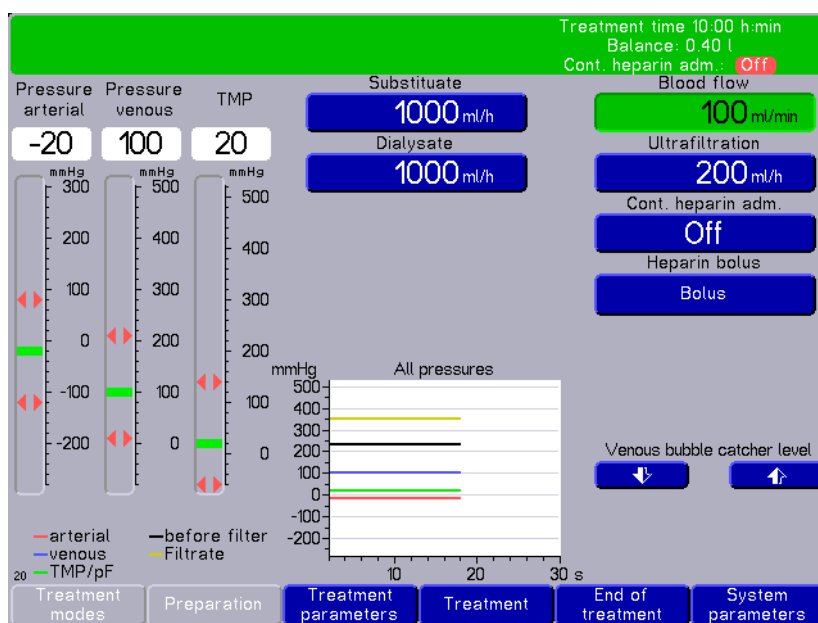 Treatment time 10:00 h:min
Balance: 0.40 l
Cont. heparin adm.: Off
Pressure arterial
Pressure venous
TMP
-20
100
20
mmHg
300
200
100
0
-100
-200
mmHg
500
400
300
200
100
0
mmHg
500
400
300
200
100
0
Substituate
1000 ml/h
Dialysate
1000 ml/h
Blood flow
100 ml/min
Ultrafiltration
200 ml/h
Cont. heparin adm.
Off
Heparin bolus
Bolus
mmHg
All pressures
500
400
300
200
100
0
-100
-200
10
20
30 s
Venous bubble catcher level
arterial
before filter
venous
Filtrate
20
TMP/pF
Treatment modes
Preparation
Treatment parameters
Treatment
End of treatment
System parameters